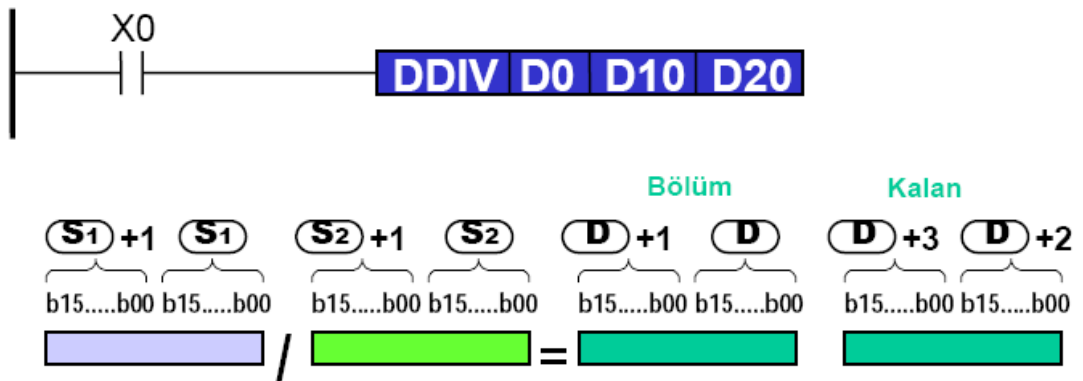 X0
DDIV D0 D10 D20
Bölüm Kalan
S1 +1 S1 S2 +1 S2 D +1 D D +3 D +2
b15.....b00 b15.....b00 b15.....b00 b15.....b00 b15.....b00 b15.....b00 b15.....b00 b15.....b00
/ =